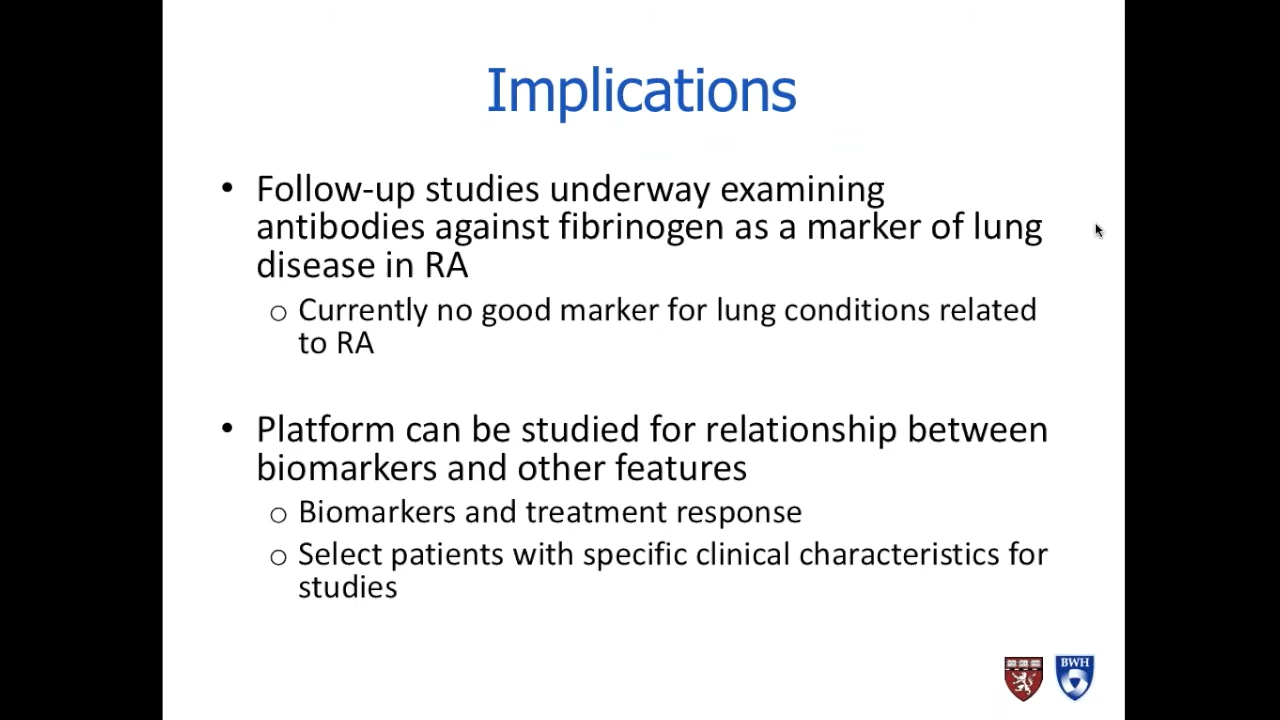 Implications
• Follow-up studies underway examining
antibodies against fibrinogen as a marker of lung
disease in RA
o Currently no good marker for lung conditions related
to RA
• Platform can be studied for relationship between
biomarkers and other features
o Biomarkers and treatment response
o Select patients with specific clinical characteristics for
studies
BWH